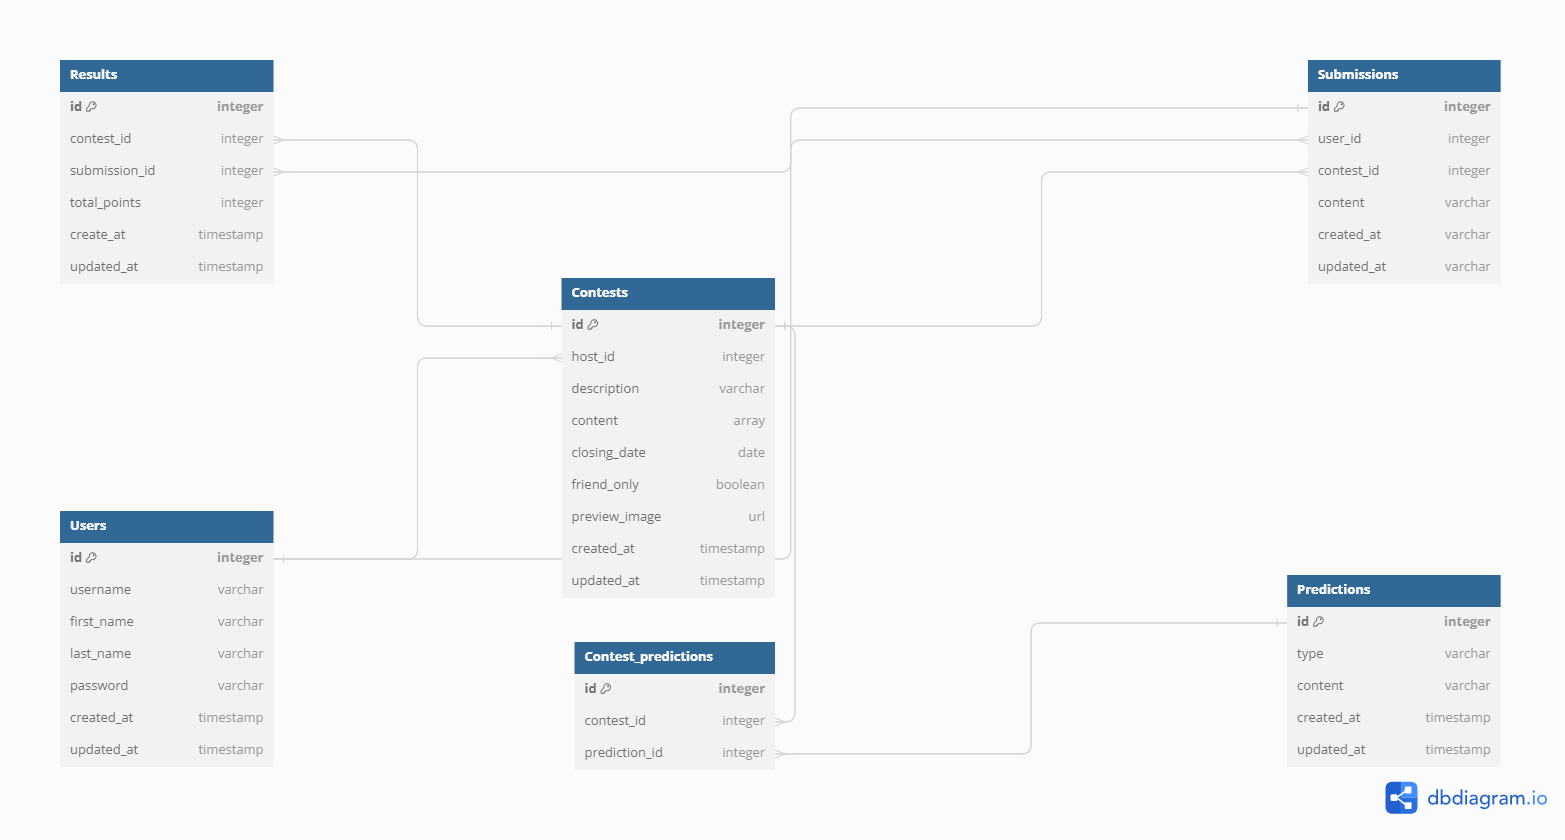 Results
id integer
contest_id integer
submission_id integer
total_points integer
create_at timestamp
updated_at timestamp
Submissions
id integer
user_id integer
contest_id integer
content varchar
created_at varchar
updated_at varchar
Contests
id integer
host_id integer
description varchar
content array
closing_date date
friend_only boolean
preview_image url
created_at timestamp
updated_at timestamp
Users
id integer
username varchar
first_name varchar
last_name varchar
password varchar
created_at timestamp
updated_at timestamp
Contest_predictions
id integer
contest_id integer
prediction_id integer
Predictions
id integer
type varchar
content varchar
created_at timestamp
updated_at timestamp
dbdiagram.io